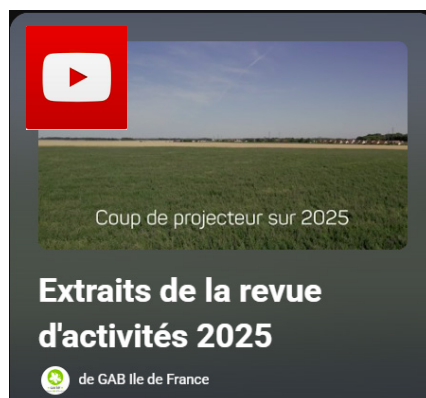 Coup de projecteur sur 2025
Extraits de la revue
d'activités 2025
de GAB Ile de France